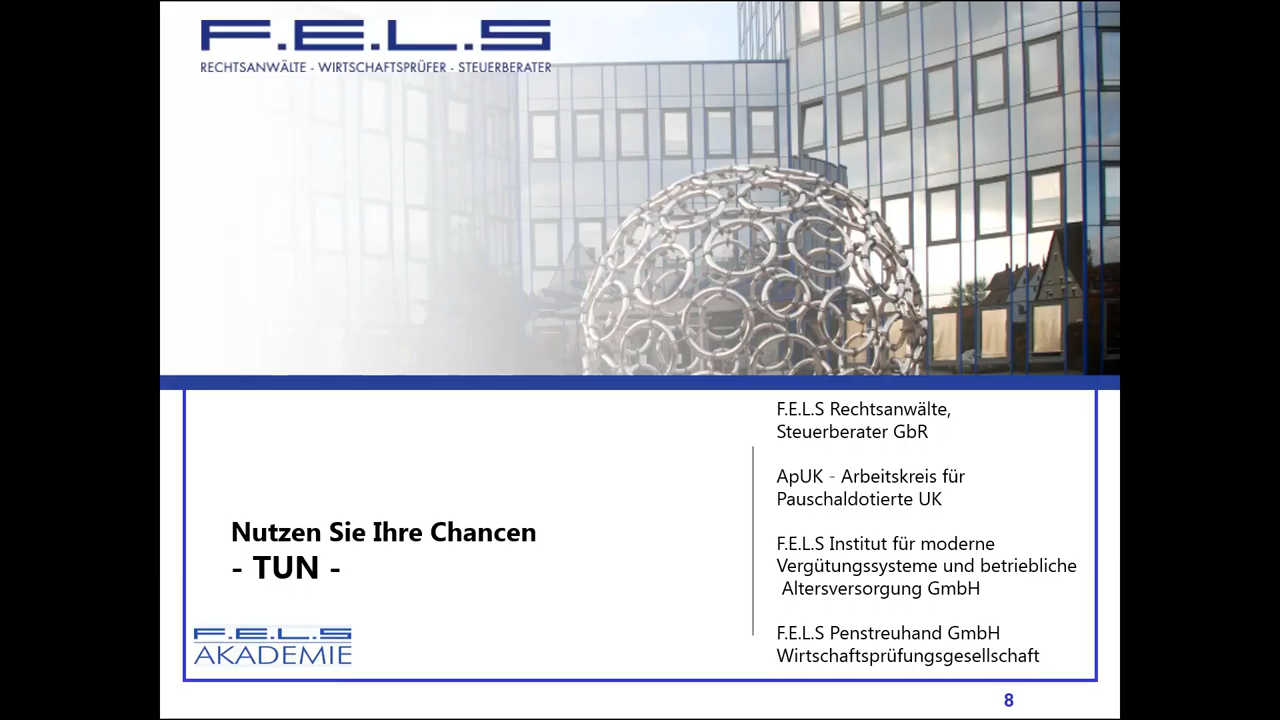 F.E.L.S
RECHTSANWÄLTE - WIRTSCHAFTSPRÜFER - STEUERBERATER
Nutzen Sie Ihre Chancen
- TUN -
F.E.L.S
AKADEMIE
F.E.L.S Rechtsanwälte,
Steuerberater GbR
ApUK - Arbeitskreis für
Pauschaldotierte UK
F.E.L.S Institut für moderne
Vergütungssysteme und betriebliche
Altersversorgung GmbH
F.E.L.S Penstreuhand GmbH
Wirtschaftsprüfungsgesellschaft
8